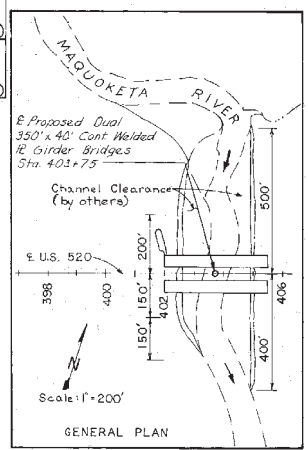 MAQUOKETA
RIVER
℄ Proposed Dual
350' x 40' Cont Welded
℔ Girder Bridges
Sta. 403+75
Channel Clearance
(by others)
500'
200'
℄ U.S. 520
398
400
402
406
150'
150'
400'
N
Scale: 1" = 200'
GENERAL PLAN